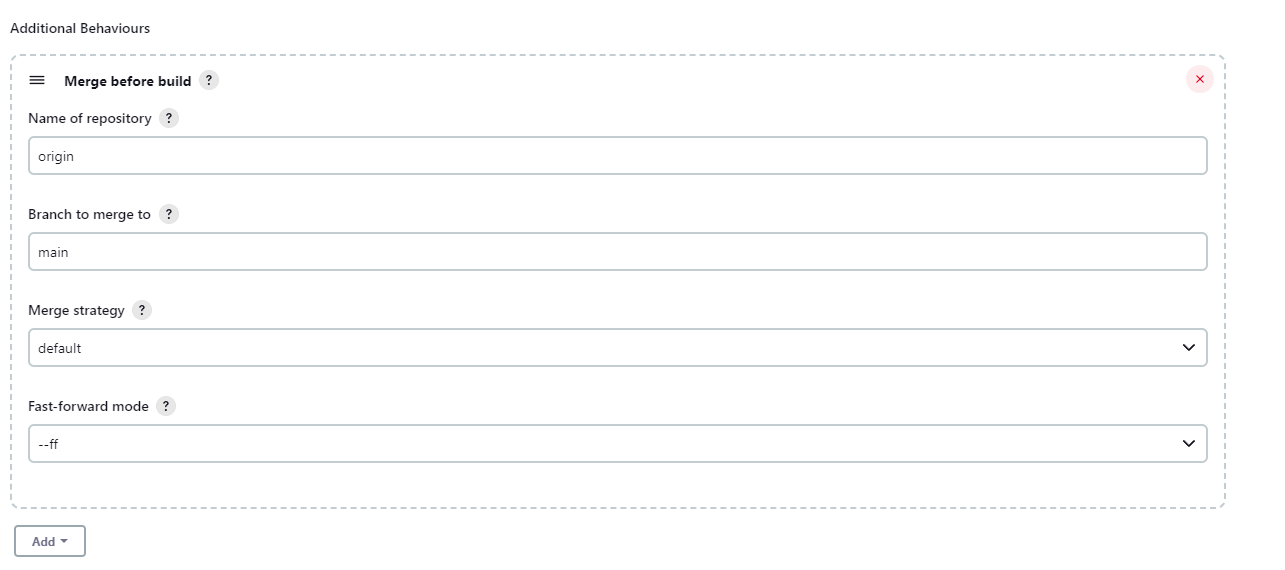 Additional Behaviours
Merge before build ?
Name of repository ?
origin
Branch to merge to ?
main
Merge strategy ?
default
Fast-forward mode ?
--ff
Add